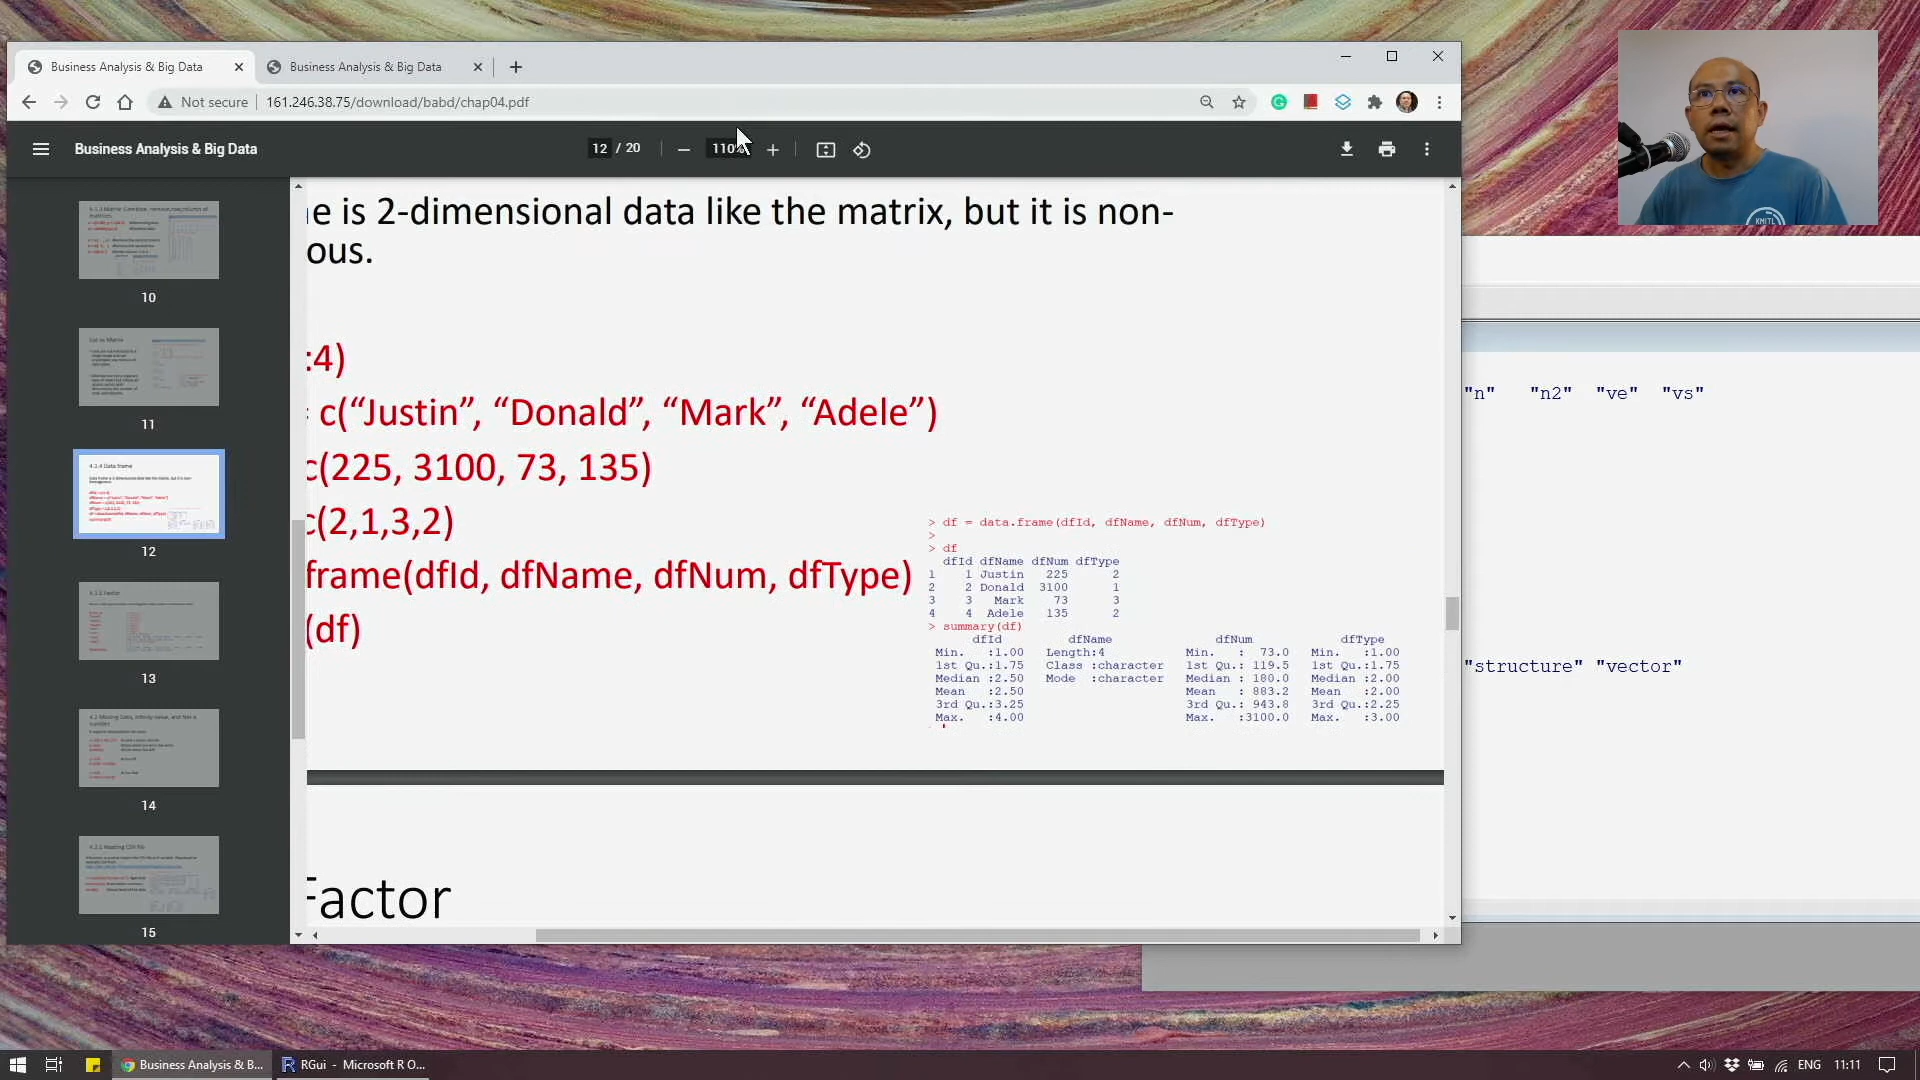 Business Analysis & Big Data
Business Analysis & Big Data
Not secure
161.246.38.75/download/babd/chap04.pdf
Business Analysis & Big Data
12 / 20
110%
10
11
12
13
14
15
e is 2-dimensional data like the matrix, but it is non-
ous.
:4)
c(“Justin”, “Donald”, “Mark”, “Adele”)
c(225, 3100, 73, 135)
c(2,1,3,2)
frame(dfId, dfName, dfNum, dfType)
(df)
> df = data.frame(dfId, dfName, dfNum, dfType)
>
> df
dfId dfName dfNum dfType
1 1 Justin 225 2
2 2 Donald 3100 1
3 3 Mark 73 3
4 4 Adele 135 2
> summary(df)
dfId dfName dfNum dfType
Min. :1.00 Length:4 Min. : 73.0 Min. :1.00
1st Qu.:1.75 Class :character 1st Qu.: 119.5 1st Qu.:1.75
Median :2.50 Mode :character Median : 180.0 Median :2.00
Mean :2.50 Mean : 883.2 Mean :2.00
3rd Qu.:3.25 3rd Qu.: 943.8 3rd Qu.:2.25
Max. :4.00 Max. :3100.0 Max. :3.00
Factor
"n" "n2" "ve" "vs"
"structure" "vector"
KMITL
Business Analysis & B...
RGui - Microsoft R O...
ENG
11:11